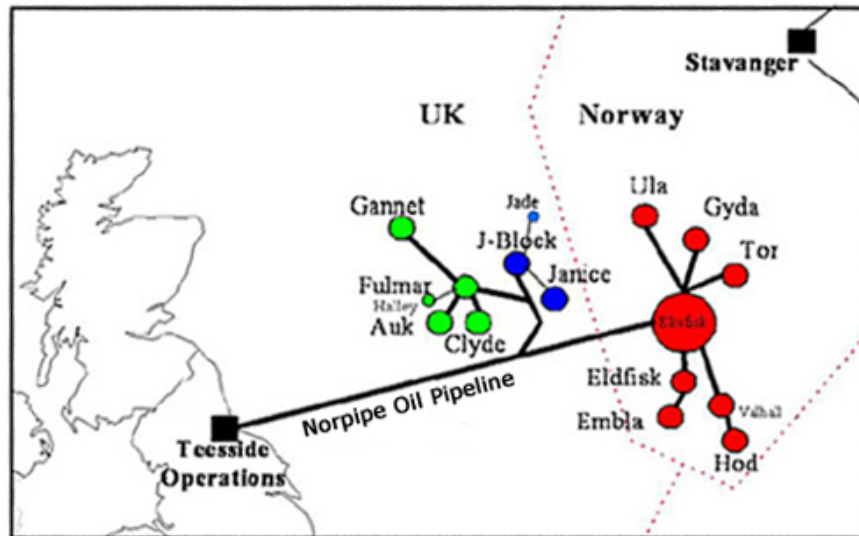 Stavanger
UK
Norway
Ula
Jade
Gannet
Gyda
J-Block
Tor
Janice
Fulmar
Halley
Ekofisk
Auk
Clyde
Eldfisk
Norpipe Oil Pipeline
Valhall
Embla
Teesside
Operations
Hod